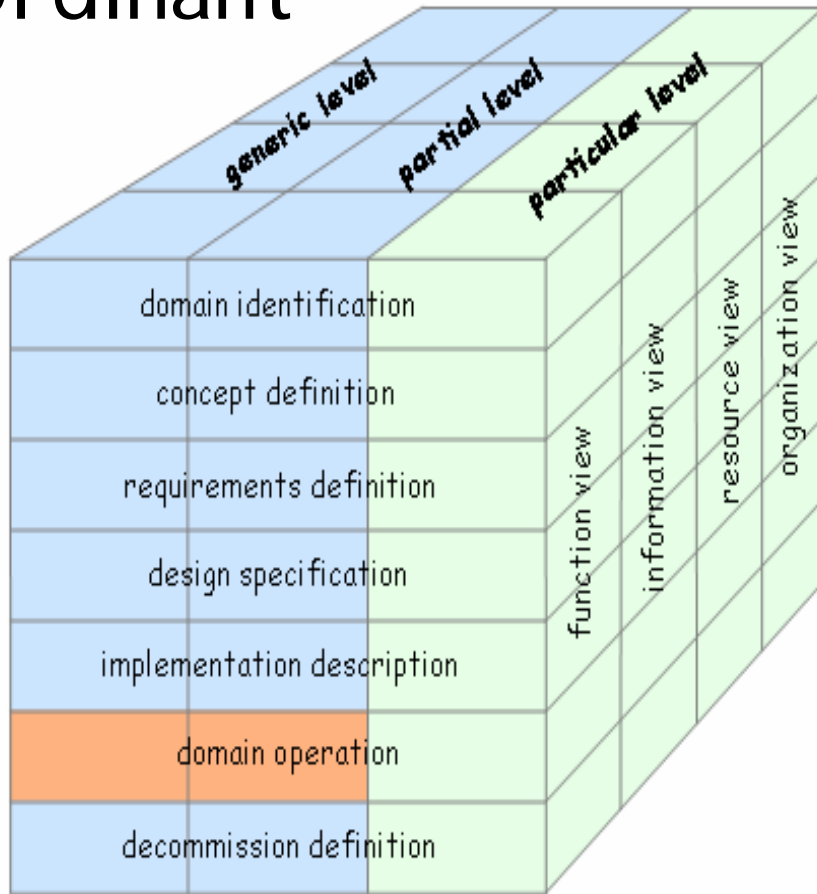 generic level
partial level
particular level
domain identification
concept definition
requirements definition
design specification
implementation description
domain operation
decommission definition
function view
information view
resource view
organization view